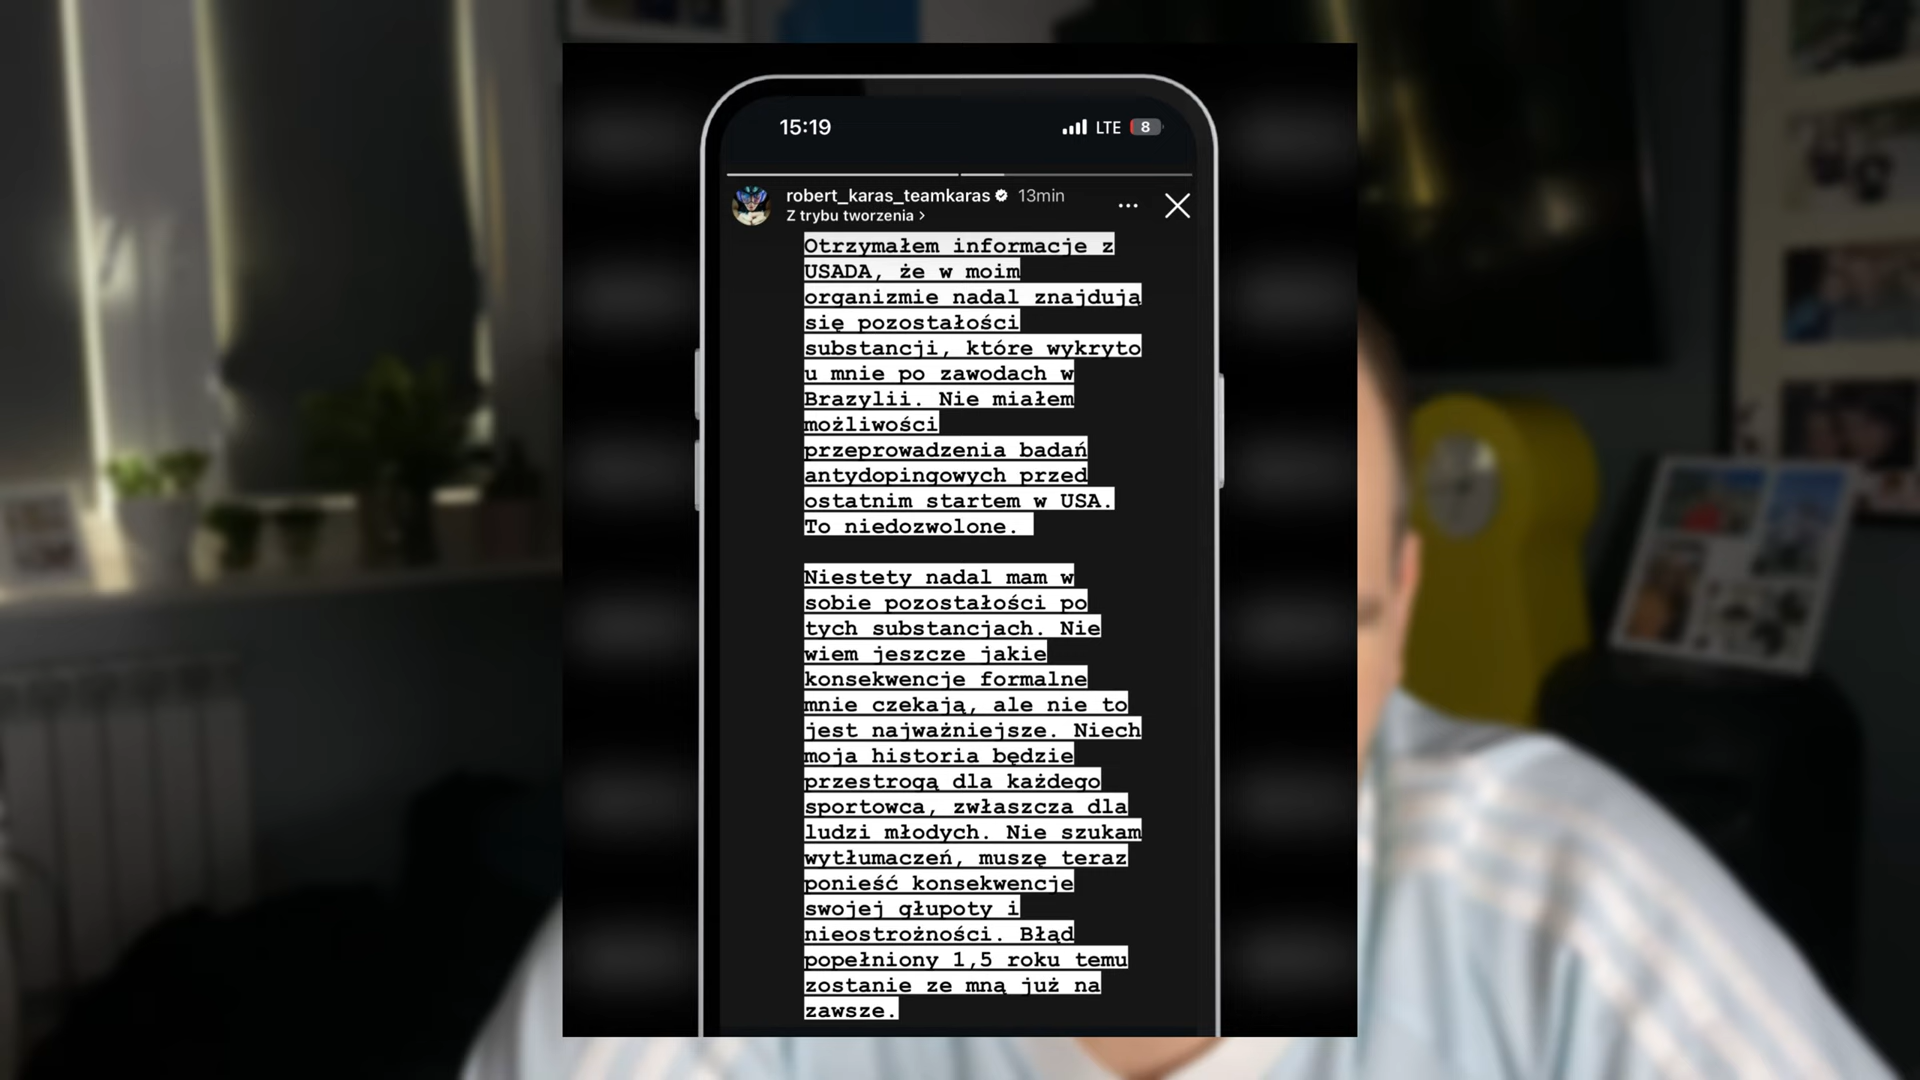 15:19
LTE
8
robert_karas_teamkaras
13min
Z trybu tworzenia >
Otrzymałem informacje z
USADA, że w moim
organizmie nadal znajdują
się pozostałości
substancji, które wykryto
u mnie po zawodach w
Brazylii. Nie miałem
możliwości
przeprowadzenia badań
antydopingowych przed
ostatnim startem w USA.
To niedozwolone.
Niestety nadal mam w
sobie pozostałości po
tych substancjach. Nie
wiem jeszcze jakie
konsekwencje formalne
mnie czekają, ale nie to
jest najważniejsze. Niech
moja historia będzie
przestrogą dla każdego
sportowca, zwłaszcza dla
ludzi młodych. Nie szukam
wytłumaczeń, muszę teraz
ponieść konsekwencje
swojej głupoty i
nieostrożności. Błąd
popełniony 1,5 roku temu
zostanie ze mną już na
zawsze.